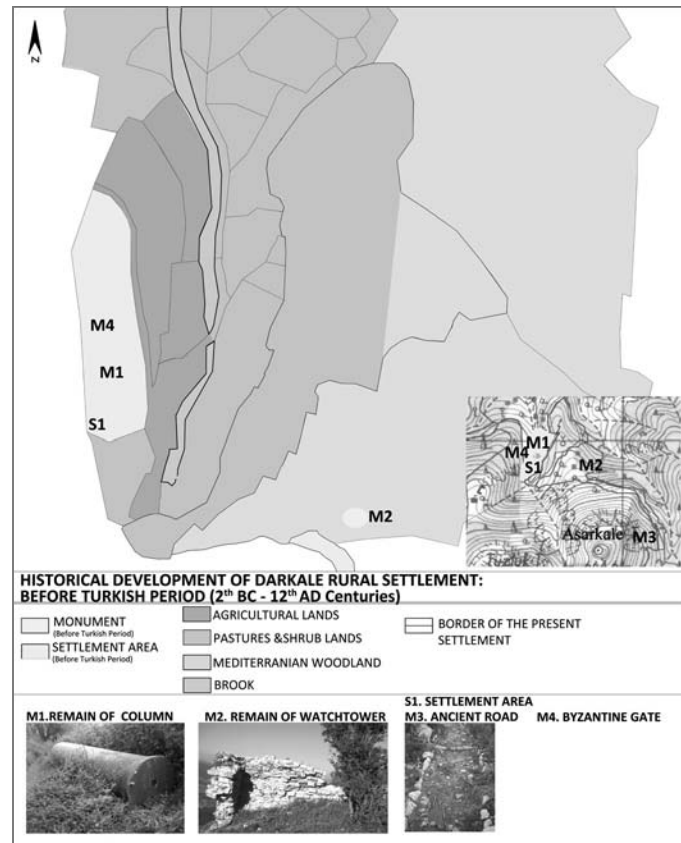 N
M4
M1
S1
M2
M1
M4
S1
M2
Asarkale
M3
HISTORICAL DEVELOPMENT OF DARKALE RURAL SETTLEMENT:
BEFORE TURKISH PERIOD (2th BC - 12th AD Centuries)
MONUMENT
(Before Turkish Period)
SETTLEMENT AREA
(Before Turkish Period)
AGRICULTURAL LANDS
PASTURES &SHRUB LANDS
MEDITERRANIAN WOODLAND
BROOK
BORDER OF THE PRESENT
SETTLEMENT
M1.REMAIN OF COLUMN
M2. REMAIN OF WATCHTOWER
S1. SETTLEMENT AREA
M3. ANCIENT ROAD
M4. BYZANTINE GATE